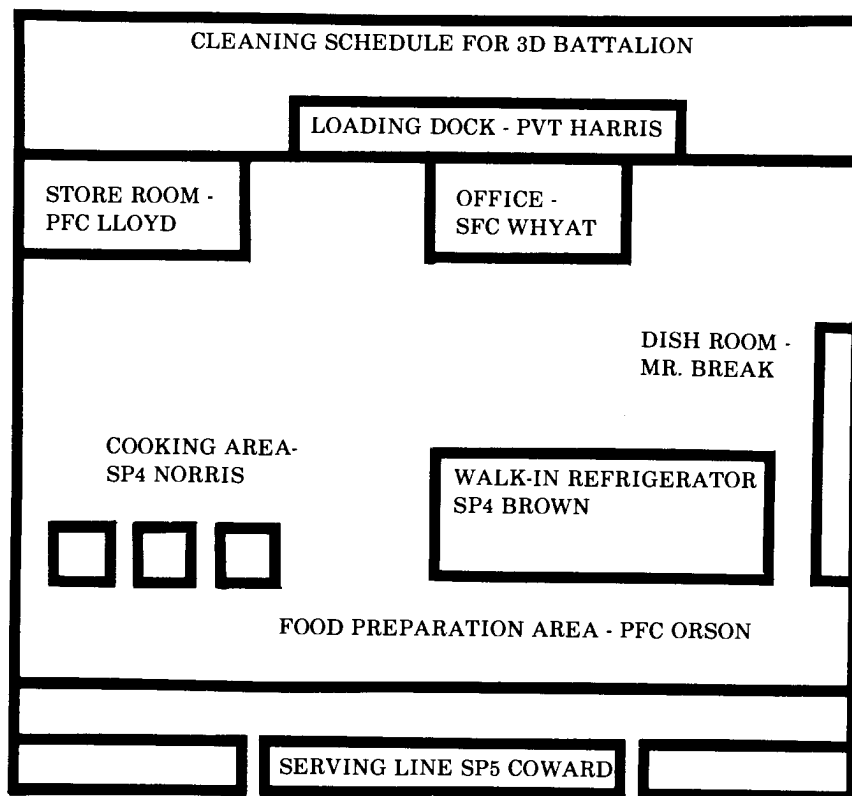 CLEANING SCHEDULE FOR 3D BATTALION
LOADING DOCK - PVT HARRIS
STORE ROOM -
PFC LLOYD
OFFICE -
SFC WHYAT
DISH ROOM -
MR. BREAK
COOKING AREA-
SP4 NORRIS
WALK-IN REFRIGERATOR
SP4 BROWN
FOOD PREPARATION AREA - PFC ORSON
SERVING LINE SP5 COWARD